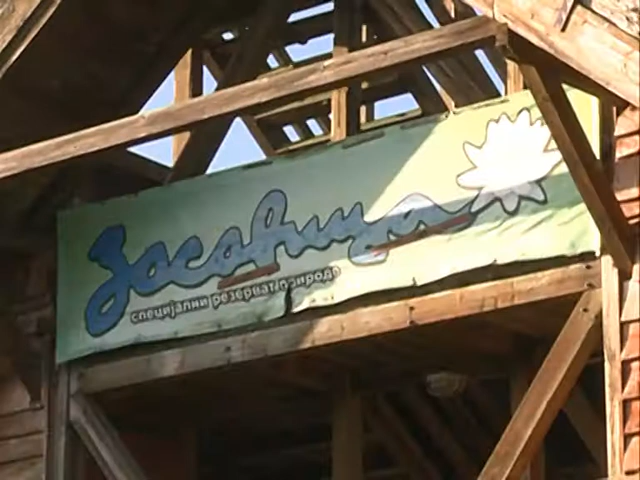 Засавица
специјални резерват природе